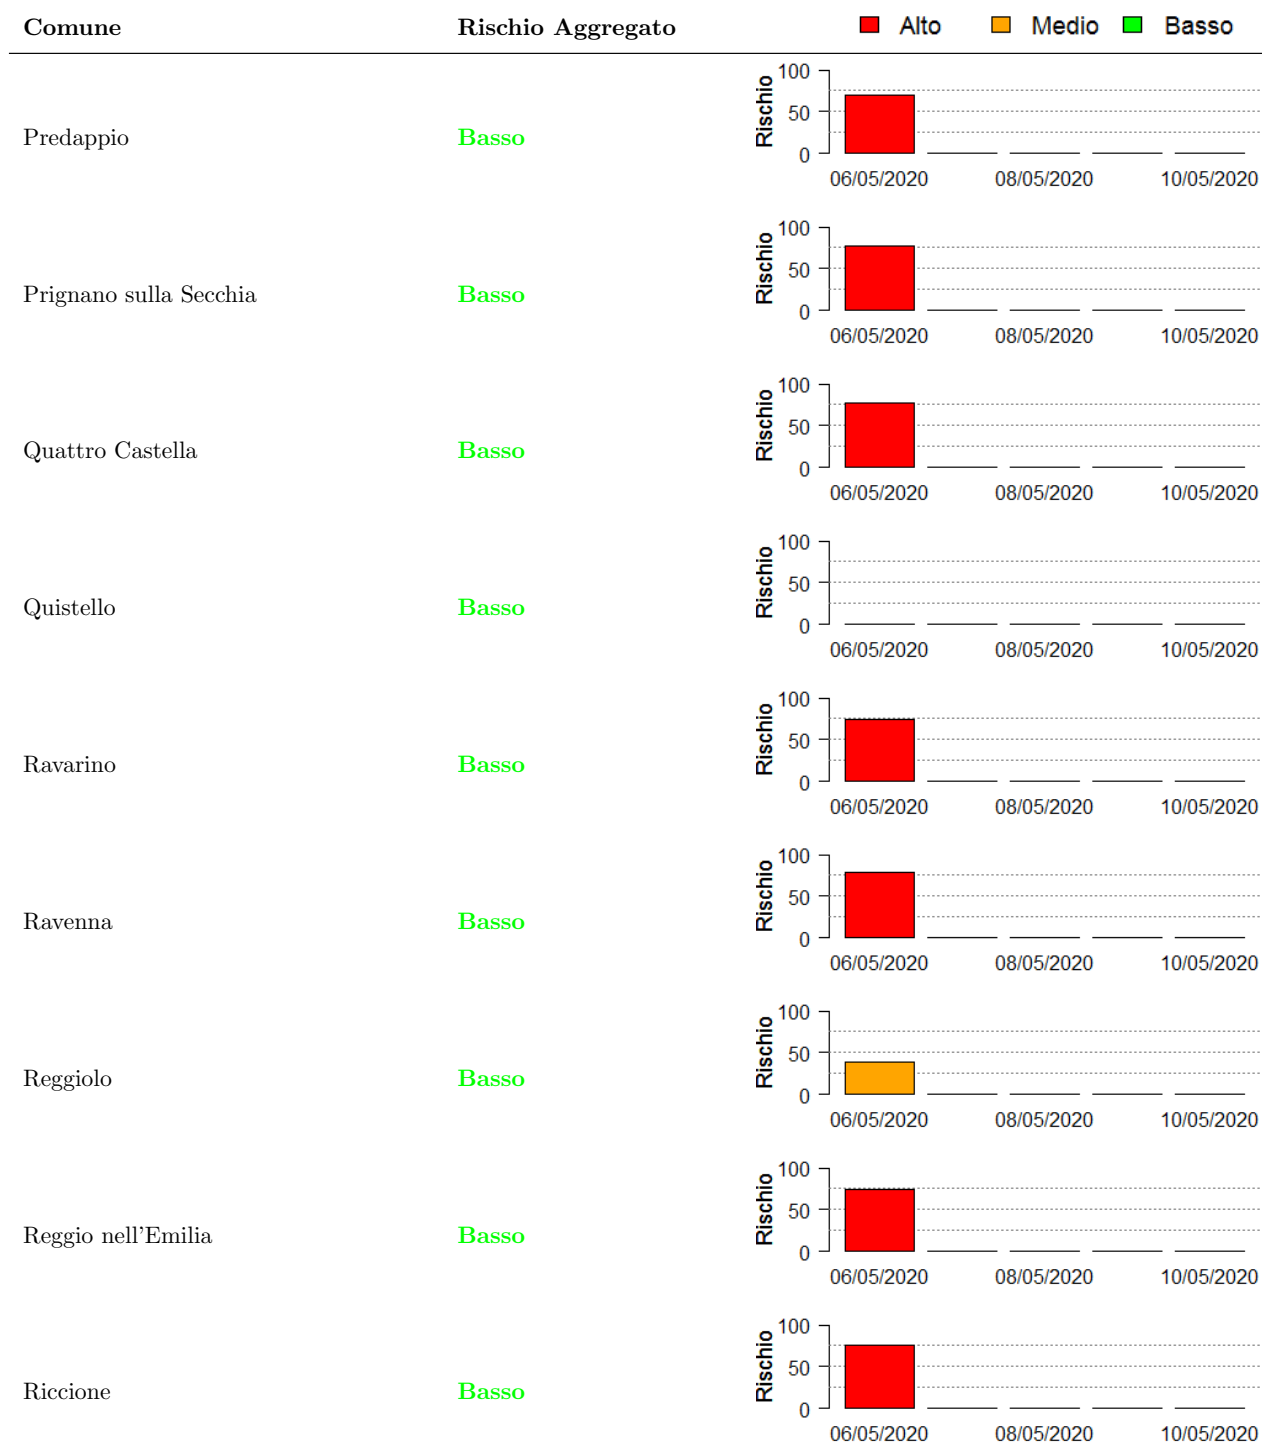 Comune Rischio Aggregato Alto Medio Basso
Predappio Basso Rischio 100 50 0
06/05/2020 08/05/2020 10/05/2020
Prignano sulla Secchia Basso Rischio 100 50 0
06/05/2020 08/05/2020 10/05/2020
Quattro Castella Basso Rischio 100 50 0
06/05/2020 08/05/2020 10/05/2020
Quistello Basso Rischio 100 50 0
06/05/2020 08/05/2020 10/05/2020
Ravarino Basso Rischio 100 50 0
06/05/2020 08/05/2020 10/05/2020
Ravenna Basso Rischio 100 50 0
06/05/2020 08/05/2020 10/05/2020
Reggiolo Basso Rischio 100 50 0
06/05/2020 08/05/2020 10/05/2020
Reggio nell'Emilia Basso Rischio 100 50 0
06/05/2020 08/05/2020 10/05/2020
Riccione Basso Rischio 100 50 0
06/05/2020 08/05/2020 10/05/2020